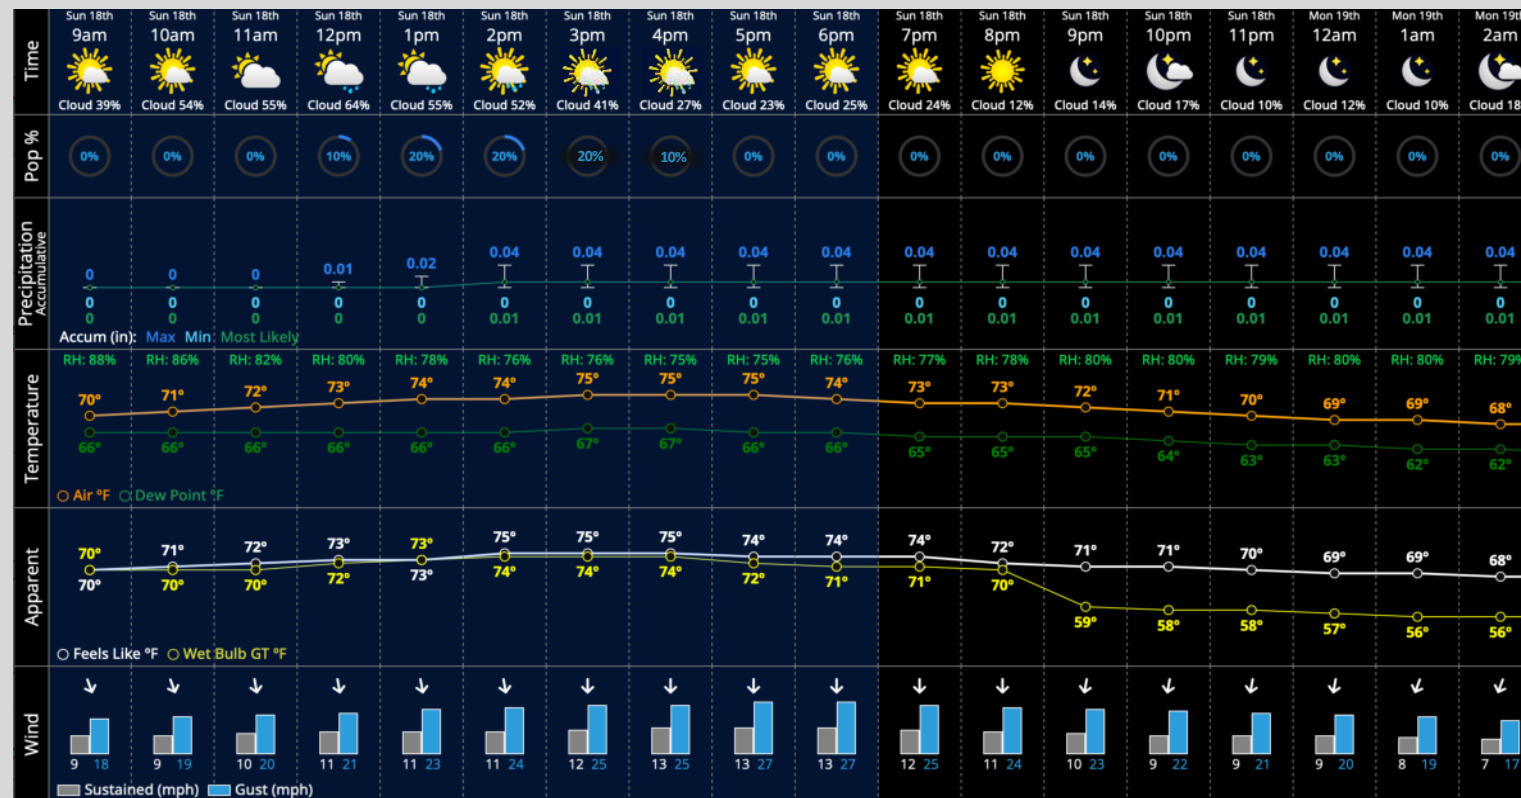 Sun 18th Sun 18th Sun 18th Sun 18th Sun 18th Sun 18th Sun 18th Sun 18th Sun 18th Sun 18th Sun 18th Sun 18th Sun 18th Sun 18th Sun 18th Mon 19th Mon 19th Mon 19th
9am 10am 11am 12pm 1pm 2pm 3pm 4pm 5pm 6pm 7pm 8pm 9pm 10pm 11pm 12am 1am 2am
Time
Cloud 39% Cloud 54% Cloud 55% Cloud 64% Cloud 55% Cloud 52% Cloud 41% Cloud 27% Cloud 23% Cloud 25% Cloud 24% Cloud 12% Cloud 14% Cloud 17% Cloud 10% Cloud 12% Cloud 10% Cloud 18
Pop %
0% 0% 0% 10% 20% 20% 20% 10% 0% 0% 0% 0% 0% 0% 0% 0% 0% 0%
Precipitation
Accumulative
0 0 0 0.01 0.02 0.04 0.04 0.04 0.04 0.04 0.04 0.04 0.04 0.04 0.04 0.04 0.04 0.04
0 0 0 0 0 0 0 0 0 0 0 0 0 0 0 0 0 0
0 0 0 0 0 0.01 0.01 0.01 0.01 0.01 0.01 0.01 0.01 0.01 0.01 0.01 0.01 0.01
Accum (in): Max Min Most Likely
Temperature
RH: 88% RH: 86% RH: 82% RH: 80% RH: 78% RH: 76% RH: 76% RH: 75% RH: 75% RH: 76% RH: 77% RH: 78% RH: 80% RH: 80% RH: 79% RH: 80% RH: 80% RH: 79%
70° 71° 72° 73° 74° 74° 75° 75° 75° 74° 73° 73° 72° 71° 70° 69° 69° 68°
66° 66° 66° 66° 66° 66° 67° 67° 66° 66° 65° 65° 65° 64° 63° 63° 62° 62°
Air ºF Dew Point ºF
Apparent
70° 71° 72° 73° 73° 75° 75° 75° 74° 74° 74° 72° 71° 71° 70° 69° 69° 68°
70° 70° 70° 72° 73° 74° 74° 74° 72° 71° 71° 70° 59° 58° 58° 57° 56° 56°
Feels Like ºF Wet Bulb GT ºF
Wind
9 18 9 19 10 20 11 21 11 23 11 24 12 25 13 25 13 27 13 27 12 25 11 24 10 23 9 22 9 21 9 20 8 19 7 17
Sustained (mph) Gust (mph)